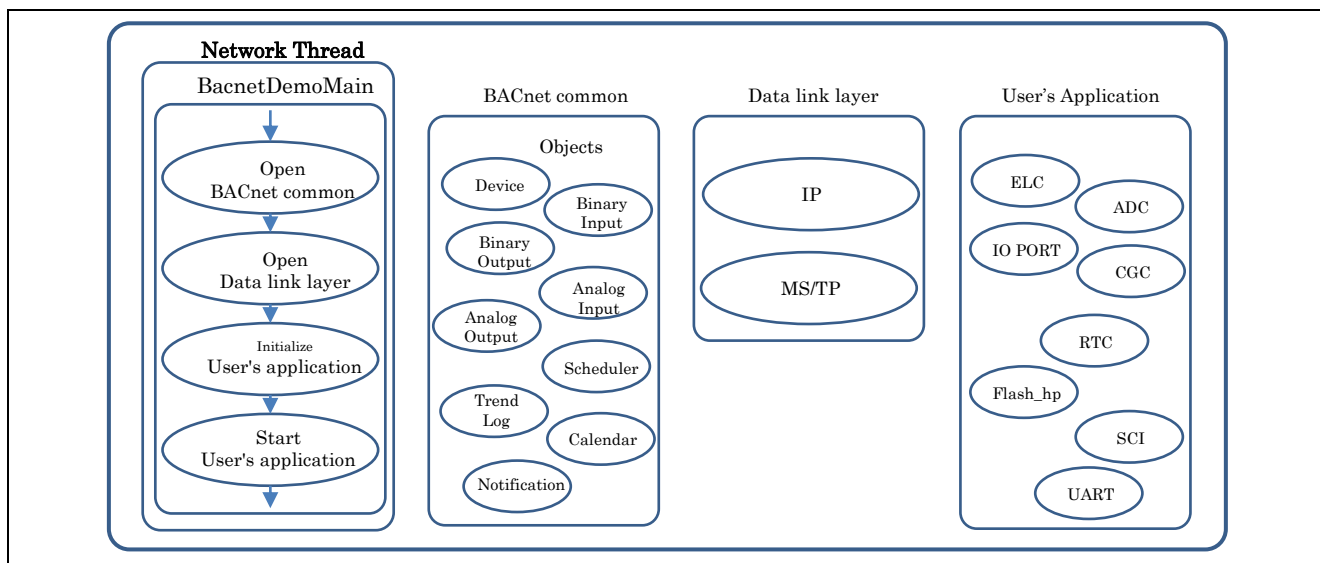 Network Thread
BacnetDemoMain
Open
BACnet common
Open
Data link layer
Initialize
User's application
Start
User's application
BACnet common
Objects
Device
Binary
Input
Binary
Output
Analog
Input
Analog
Output
Scheduler
Trend
Log
Calendar
Notification
Data link layer
IP
MS/TP
User's Application
ELC
ADC
IO PORT
CGC
RTC
Flash_hp
SCI
UART